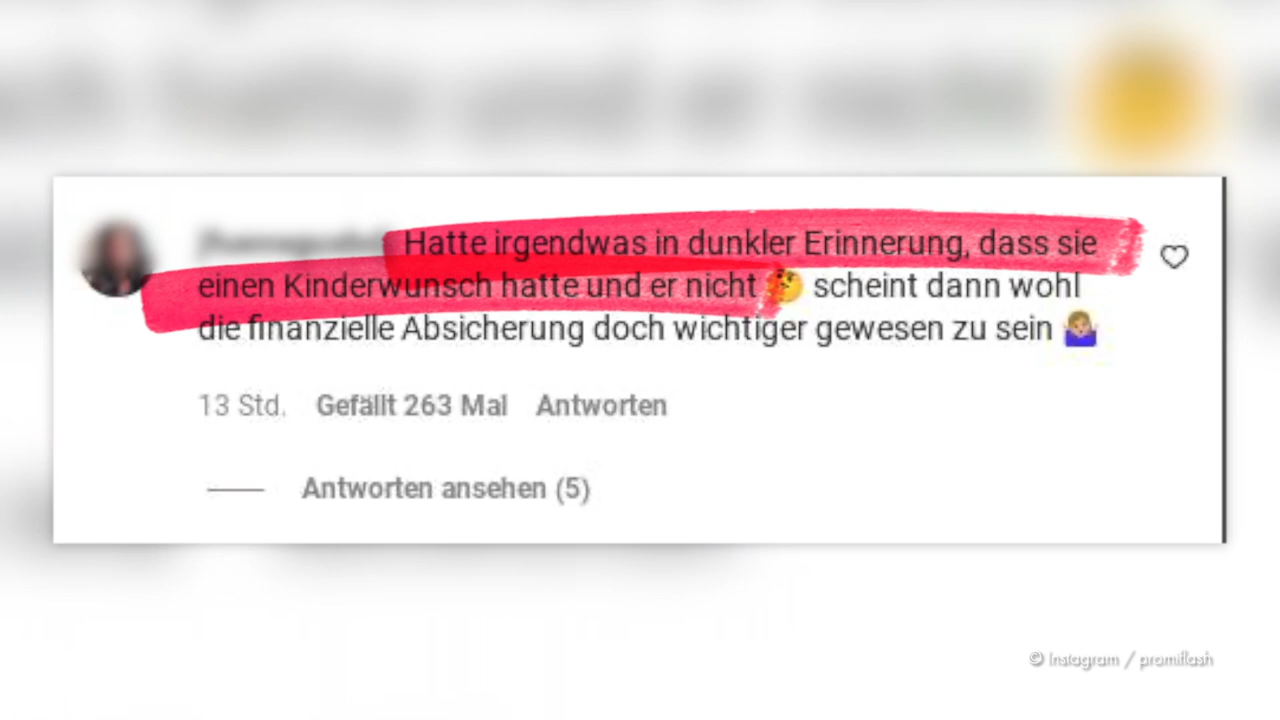 Hatte irgendwas in dunkler Erinnerung, dass sie
einen Kinderwunsch hatte und er nicht 🤔 scheint dann wohl
die finanzielle Absicherung doch wichtiger gewesen zu sein 🤷🏼‍♀️
13 Std. Gefällt 263 Mal Antworten
Antworten ansehen (5)
© Instagram / promiflash